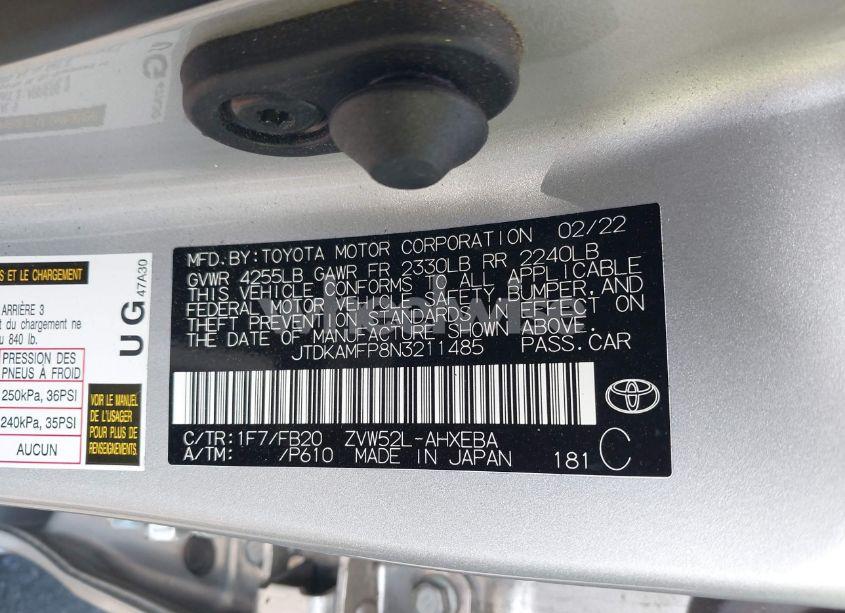 MFD.BY:TOYOTA MOTOR CORPORATION 02/22
GVWR 4255LB GAWR FR 2330LB RR 2240LB
THIS VEHICLE CONFORMS TO ALL APPLICABLE
FEDERAL MOTOR VEHICLE SAFETY, BUMPER, AND
THEFT PREVENTION STANDARDS IN EFFECT ON
THE DATE OF MANUFACTURE SHOWN ABOVE.
JTDKAMFP8N3211485 PASS.CAR
C/TR:1F7/FB20 ZVW52L-AHXEBA
A/TM: /P610 MADE IN JAPAN 181 C
T LE CHARGEMENT
ARRIÈRE 3
t du chargement ne
u 840 lb.
PRESSION DES
PNEUS À FROID
250kPa, 36PSI
240kPa, 35PSI
AUCUN
VOIR LE MANUEL
DE L'USAGER
POUR PLUS DE
RENSEIGNEMENTS.
UG
47A30